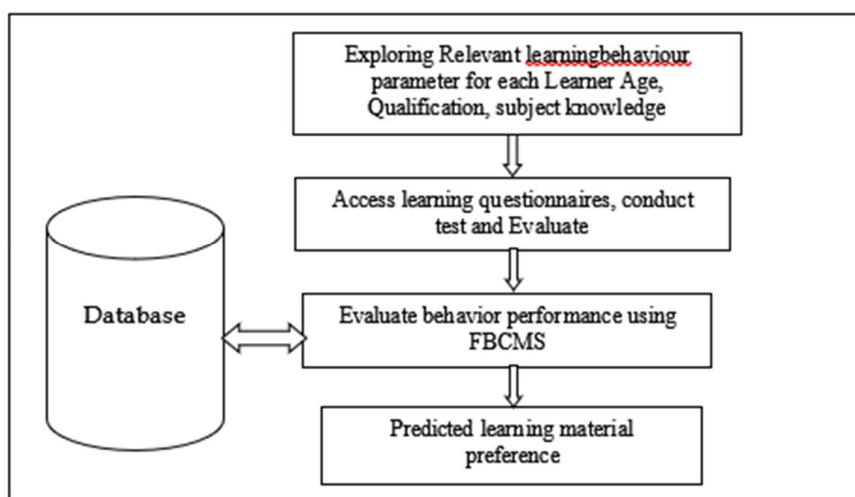 Exploring Relevant learningbehaviour
parameter for each Learner Age,
Qualification, subject knowledge
Access learning questionnaires, conduct
test and Evaluate
Database
Evaluate behavior performance using
FBCMS
Predicted learning material
preference